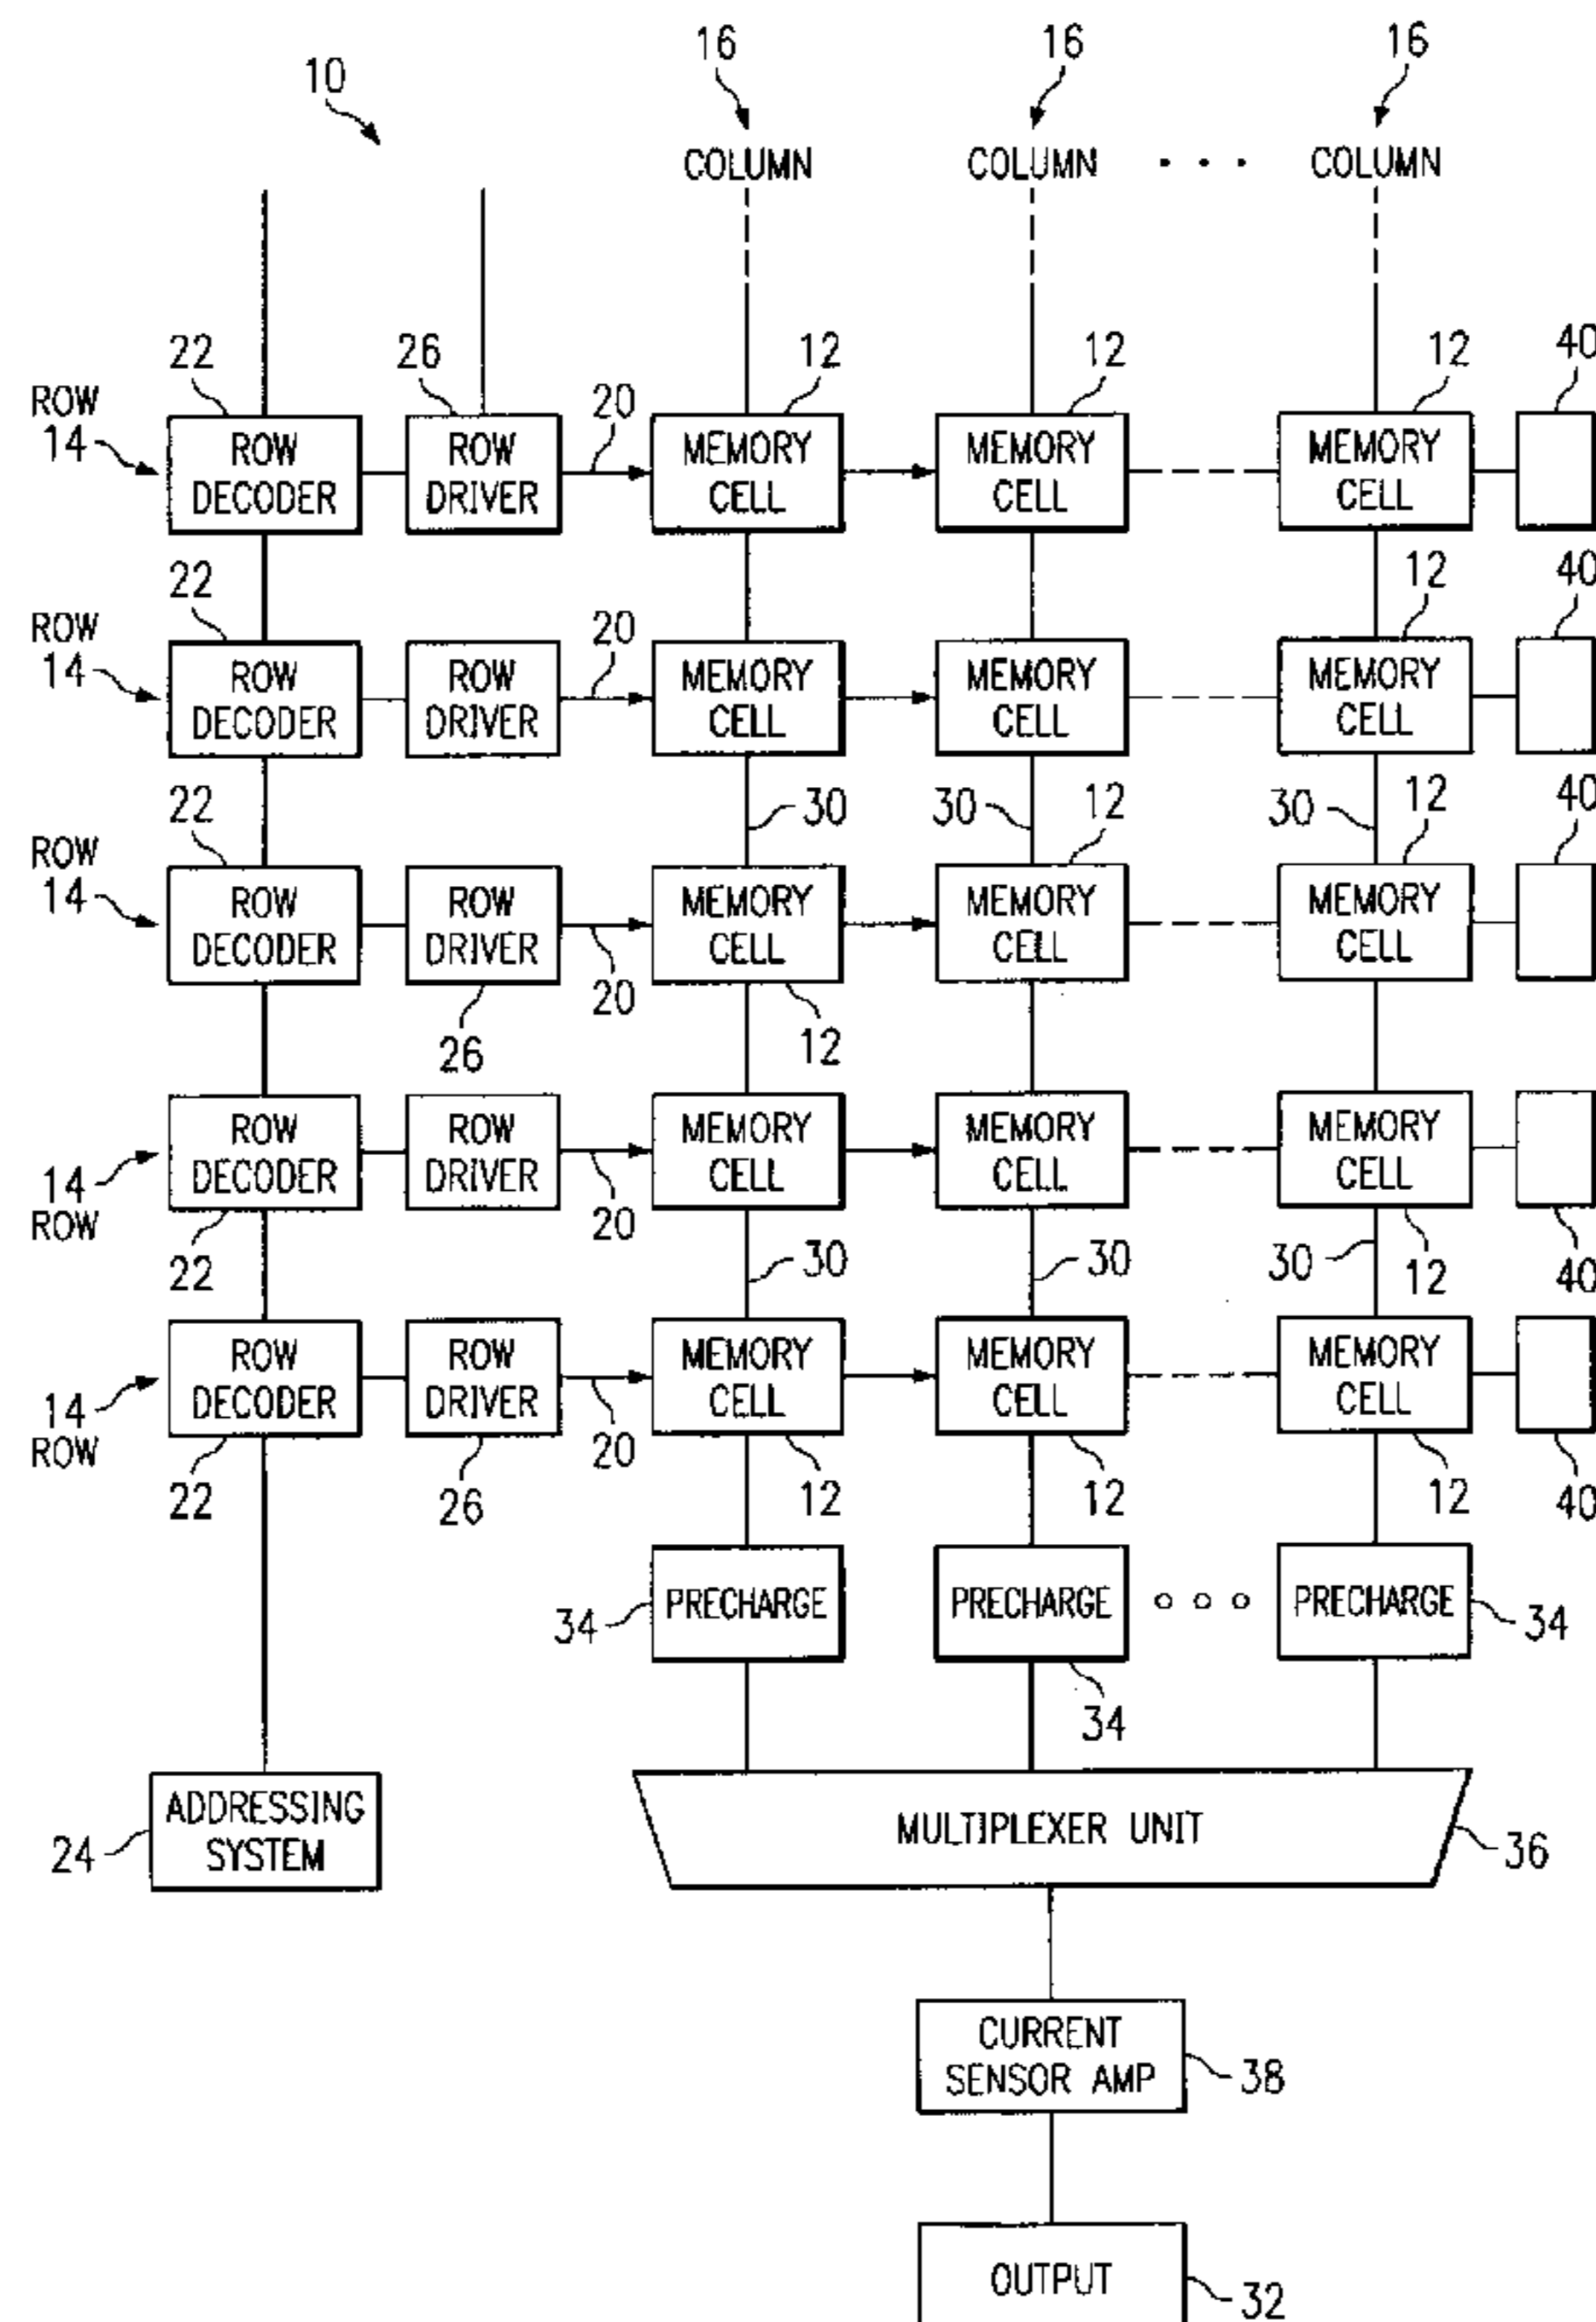 10
16 16 16
COLUMN COLUMN • • • COLUMN
22 26 12 12 12 40
ROW
14
20
ROW DECODER
ROW DRIVER
MEMORY CELL
MEMORY CELL
MEMORY CELL
22 20 12 40
ROW
14
ROW DECODER
ROW DRIVER
MEMORY CELL
MEMORY CELL
MEMORY CELL
22 30 30 12 30 12 40
ROW
14
ROW DECODER
ROW DRIVER
MEMORY CELL
MEMORY CELL
MEMORY CELL
20
26 12
ROW DECODER
ROW DRIVER
MEMORY CELL
MEMORY CELL
MEMORY CELL
14
ROW
20
22 30 30 30 12 40
ROW DECODER
ROW DRIVER
MEMORY CELL
MEMORY CELL
MEMORY CELL
14
ROW
20
22 26 12 12 12 40
PRECHARGE PRECHARGE PRECHARGE
34 34
34
ADDRESSING
SYSTEM
24
MULTIPLEXER UNIT
36
CURRENT
SENSOR AMP
38
OUTPUT
32